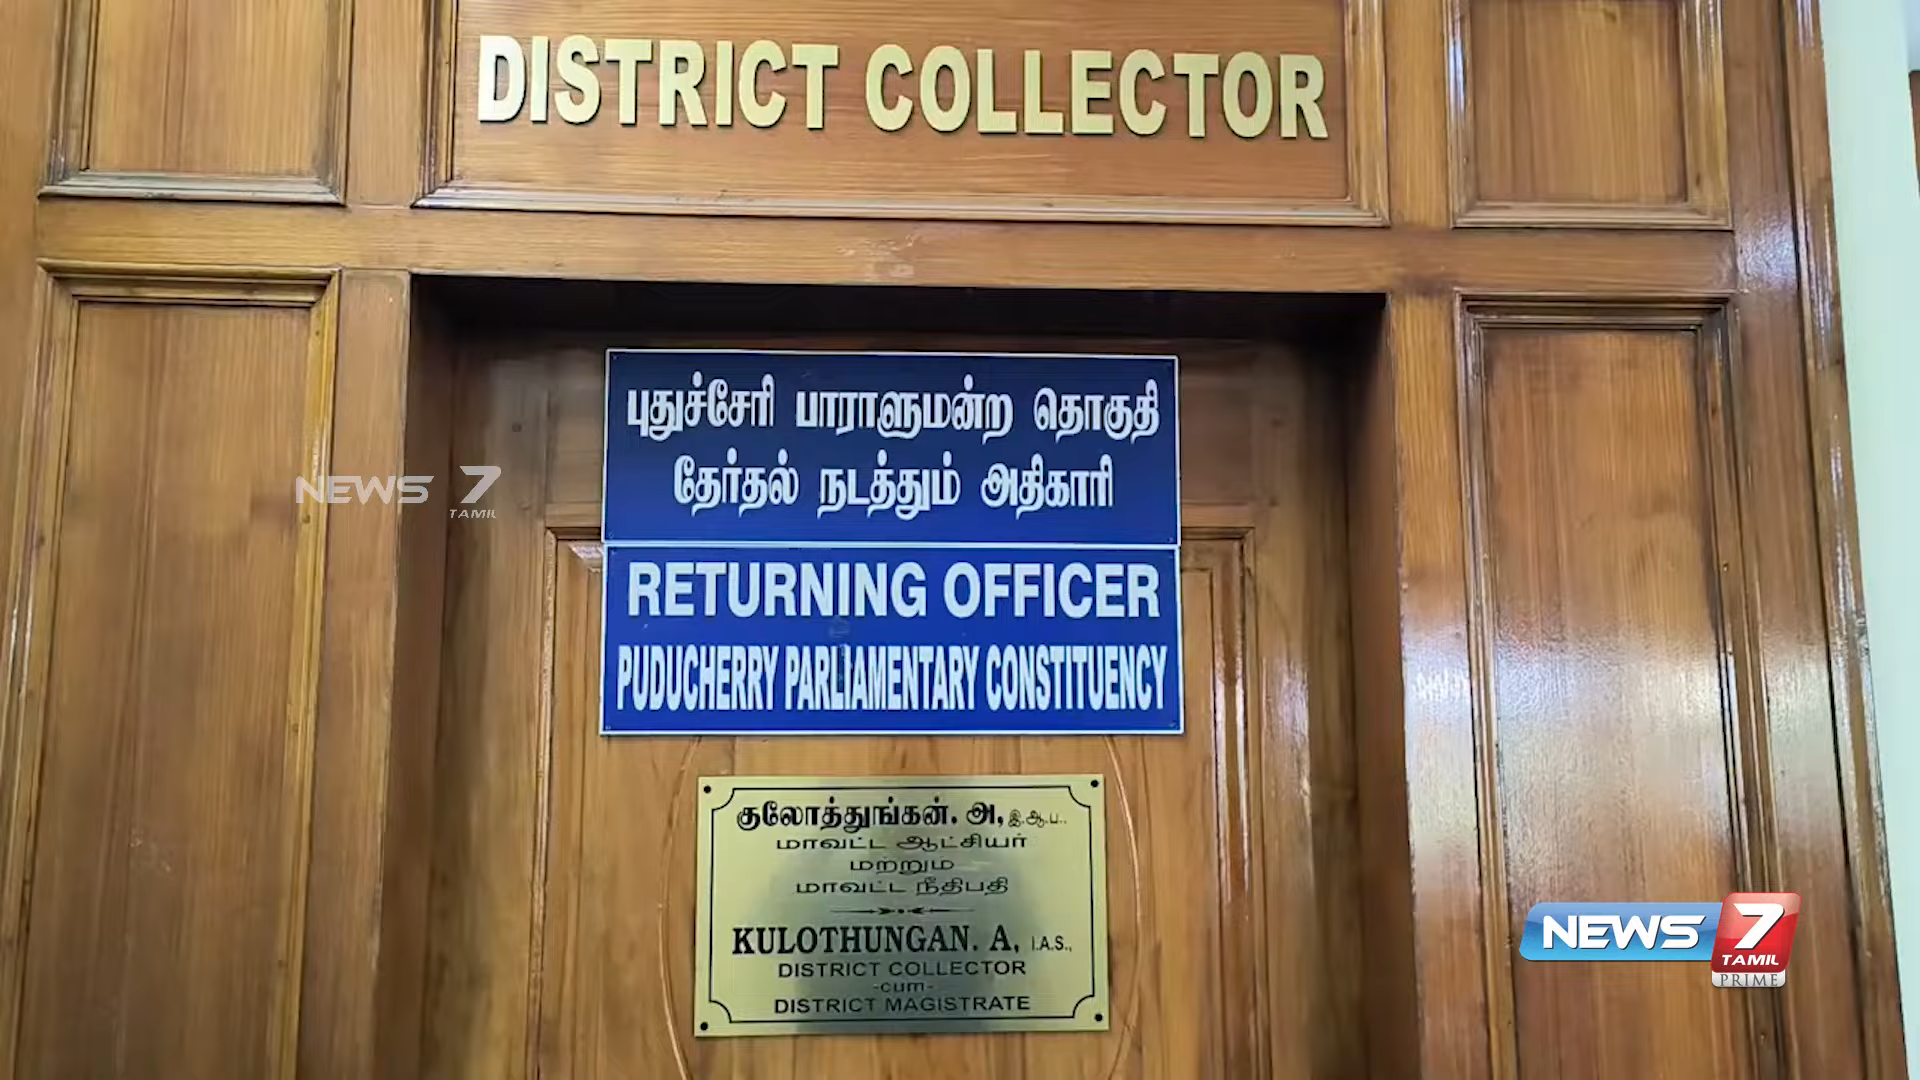 DISTRICT COLLECTOR
புதுச்சேரி பாராளுமன்ற தொகுதி
தேர்தல் நடத்தும் அதிகாரி
NEWS 7
TAMIL
RETURNING OFFICER
PUDUCHERRY PARLIAMENTARY CONSTITUENCY
குலோத்துங்கன். அ, இ.ஆ.ப.,
மாவட்ட ஆட்சியர்
மற்றும
மாவட்ட நீதிபதி
KULOTHUNGAN. A, I.A.S.,
DISTRICT COLLECTOR
-cum-
DISTRICT MAGISTRATE
NEWS 7
TAMIL
PRIME